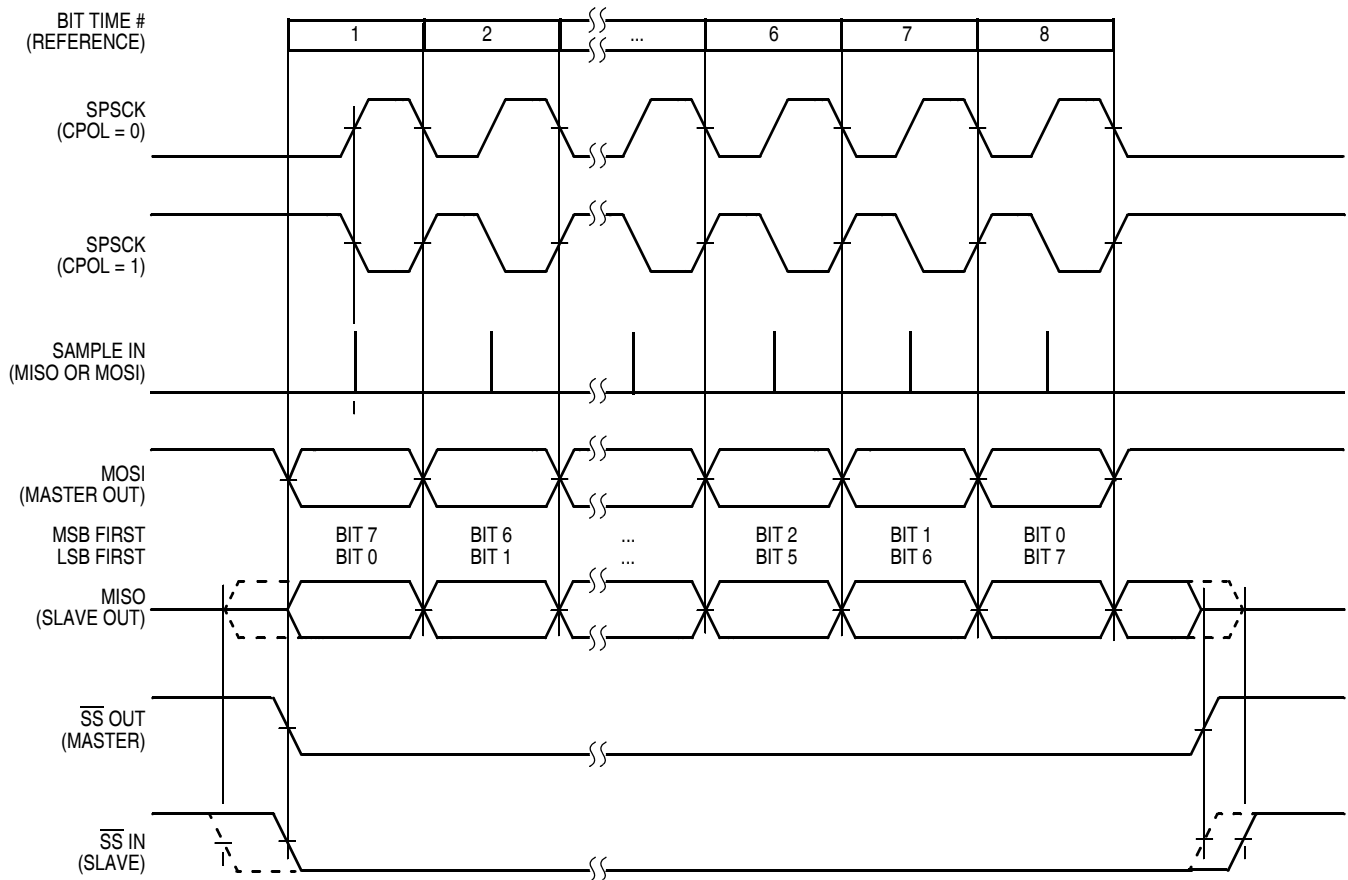 BIT TIME #
(REFERENCE)
1 2 ... 6 7 8
SPSCK
(CPOL = 0)
SPSCK
(CPOL = 1)
SAMPLE IN
(MISO OR MOSI)
MOSI
(MASTER OUT)
MSB FIRST BIT 7 BIT 6 ... BIT 2 BIT 1 BIT 0
LSB FIRST BIT 0 BIT 1 ... BIT 5 BIT 6 BIT 7
MISO
(SLAVE OUT)
S̅S̅ OUT
(MASTER)
S̅S̅ IN
(SLAVE)